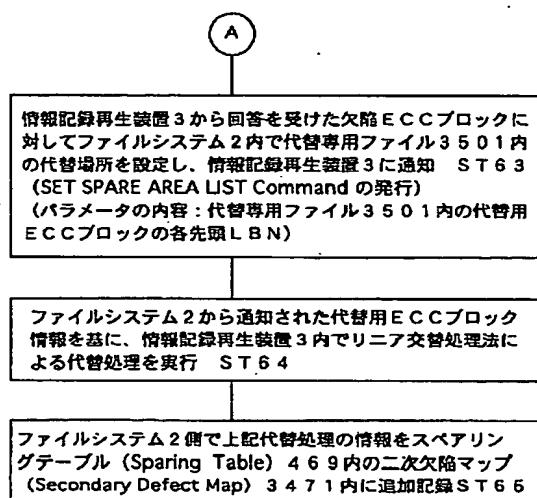 A
情報記録再生装置3から回答を受けた欠陥ECCブロックに
対してファイルシステム2内で代替専用ファイル3501内
の代替場所を設定し、情報記録再生装置3に通知 ST63
(SET SPARE AREA LIST Command の発行)
(パラメータの内容:代替専用ファイル3501内の代替用
ECCブロックの各先頭LBN)
ファイルシステム2から通知された代替用ECCブロック
情報を基に、情報記録再生装置3内でリニア交替処理法に
よる代替処理を実行 ST64
ファイルシステム2側で上記代替処理の情報をスペアリン
グテーブル(Sparing Table)469内の二次欠陥マップ
(Secondary Defect Map)3471内に追加記録ST65